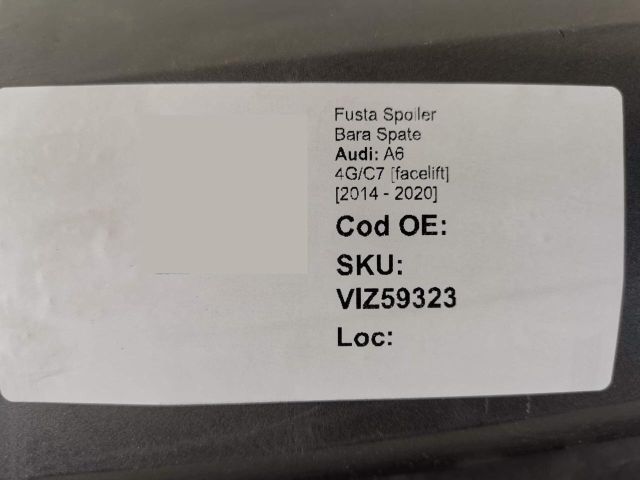 Fusta Spoiler
Bara Spate
Audi: A6
4G/C7 [facelift]
[2014 - 2020]
Cod OE:
SKU:
VIZ59323
Loc: